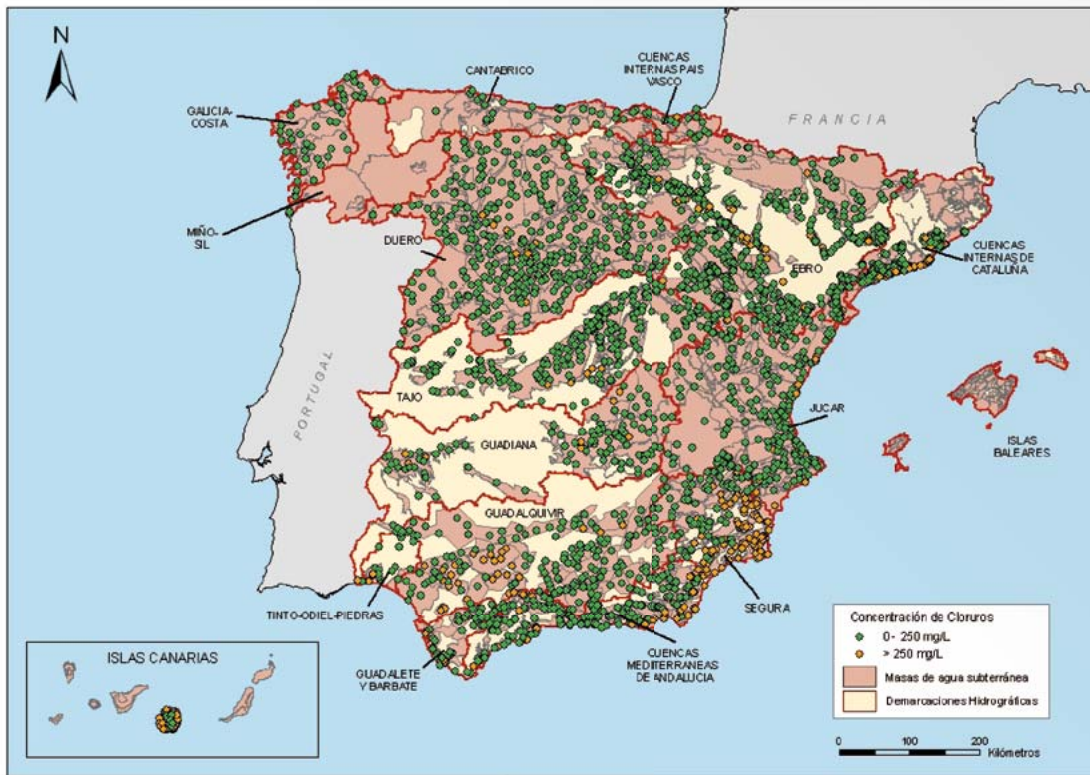 N
CANTABRICO
CUENCAS
INTERNAS PAIS
VASCO
GALICIA-
COSTA
FRANCIA
MIÑO-
SIL
DUERO
EBRO
CUENCAS
INTERNAS DE
CATALUÑA
PORTUGAL
TAJO
JUCAR
GUADIANA
ISLAS
BALEARES
GUADALQUIVIR
TINTO-ODIEL-PIEDRAS
SEGURA
GUADALETE
Y BARBATE
CUENCAS
MEDITERRANEAS
DE ANDALUCIA
ISLAS CANARIAS
Concentración de Cloruros
0- 250 mg/L
> 250 mg/L
Masas de agua subterránea
Demarcaciones Hidrográficas
0 100 200
Kilómetros